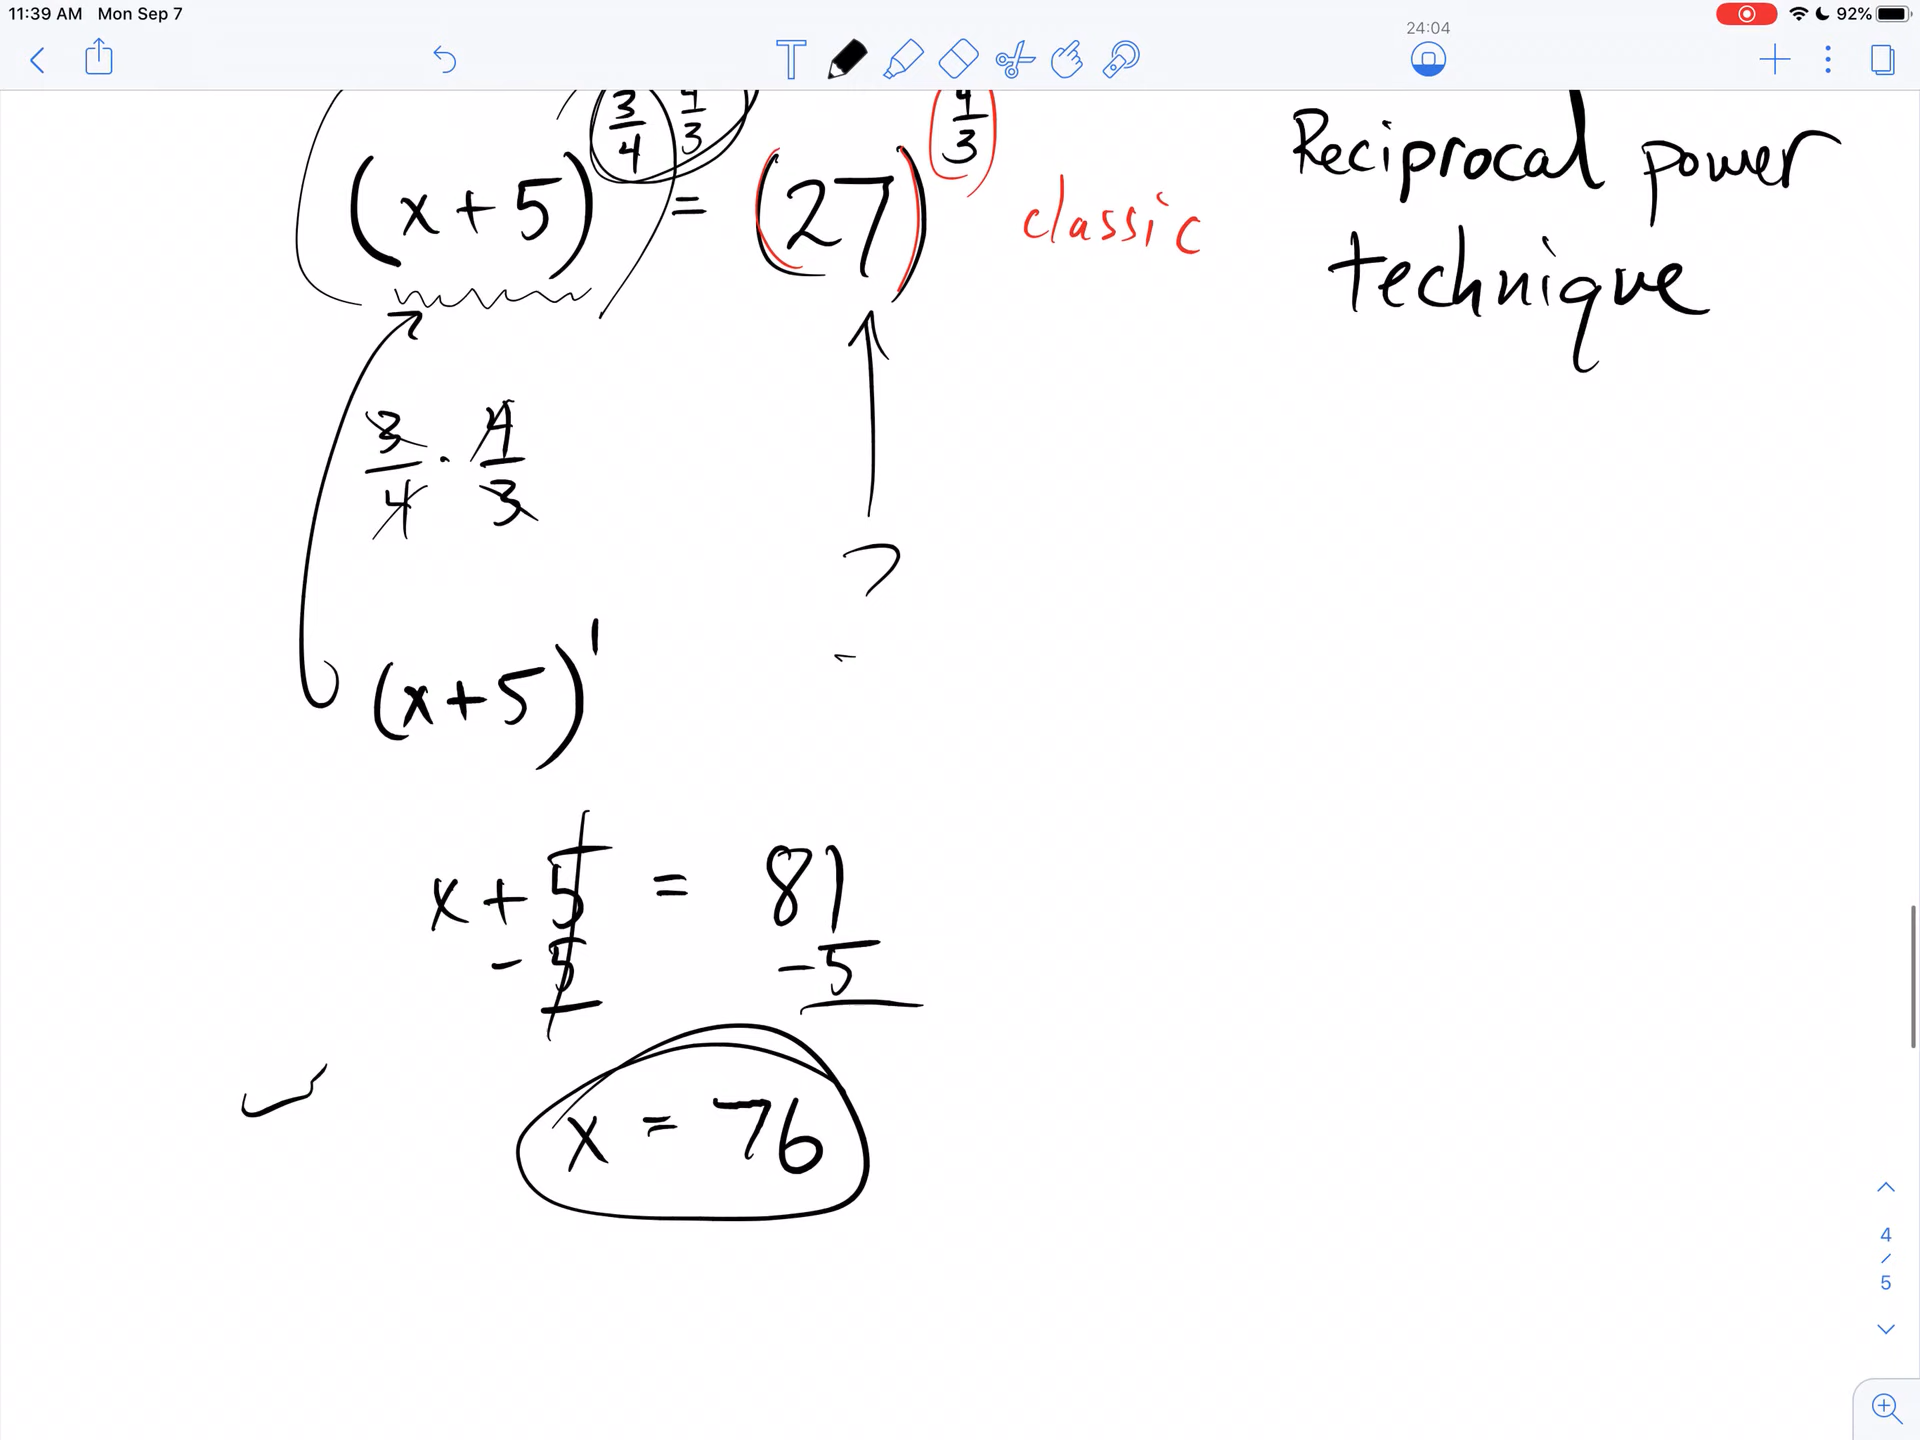 11:39 AM Mon Sep 7
92%
24:04
T
(x+5)^(3/4)^(4/3) = (27)^(4/3) classic
Reciprocal power
technique
3/4 · 4/3
?
(x+5)^1
x + 5 = 81
- 5 -5
x = 76
4
/
5